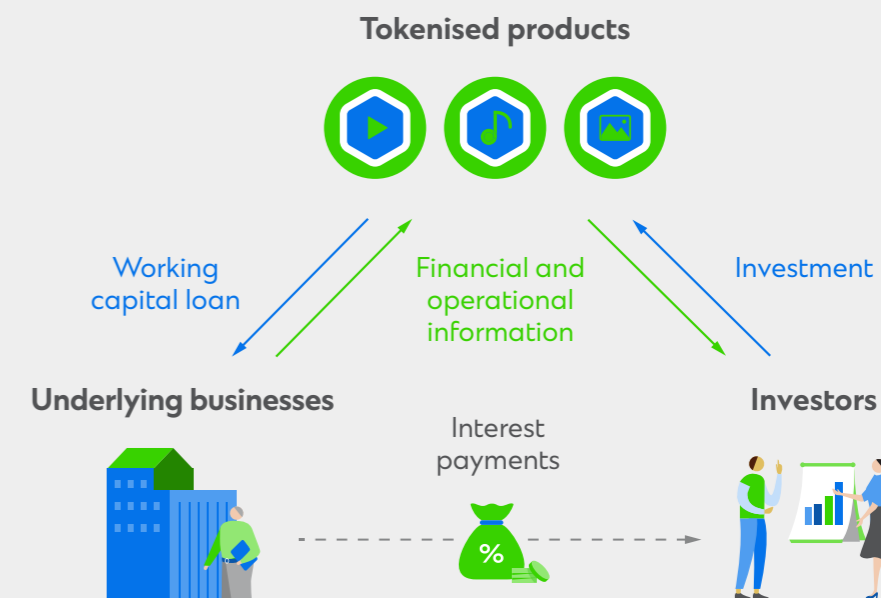 Tokenised products
Working
capital loan
Financial and
operational
information
Investment
Underlying businesses
Investors
Interest
payments
%